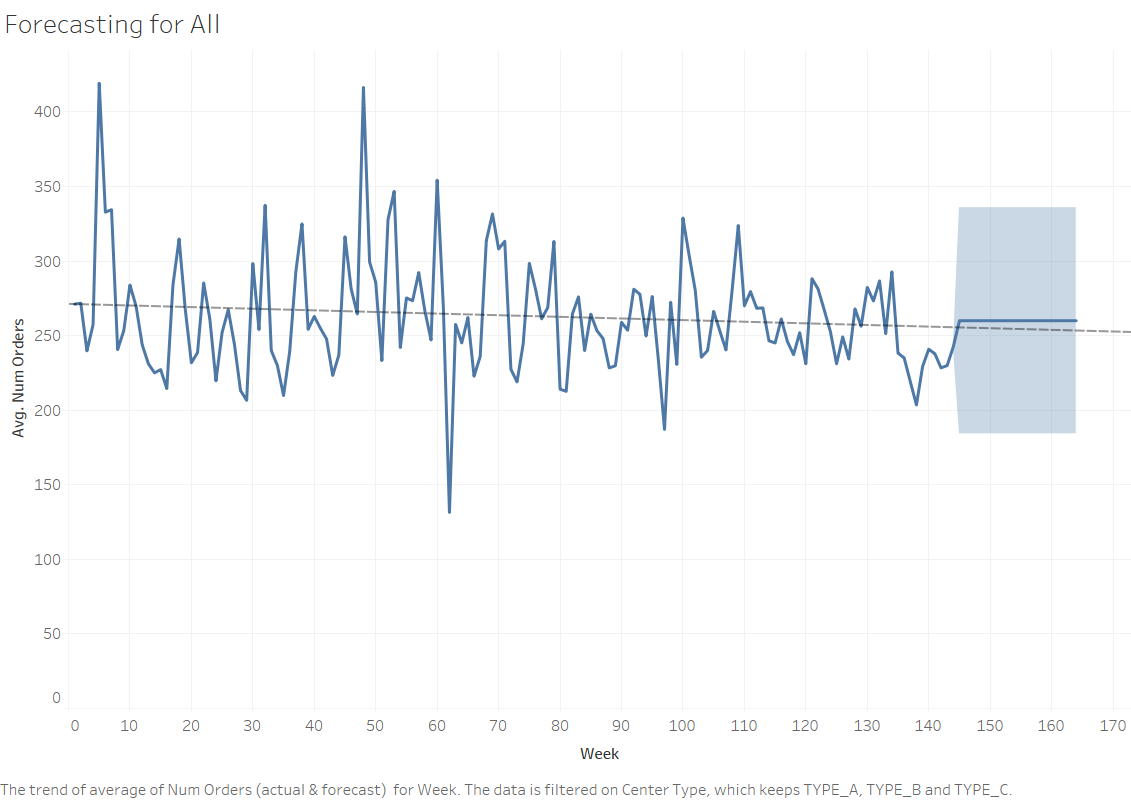 Forecasting for All
400
350
300
250
200
150
100
50
0
Avg. Num Orders
0 10 20 30 40 50 60 70 80 90 100 110 120 130 140 150 160 170
Week
The trend of average of Num Orders (actual & forecast)  for Week. The data is filtered on Center Type, which keeps TYPE_A, TYPE_B and TYPE_C.